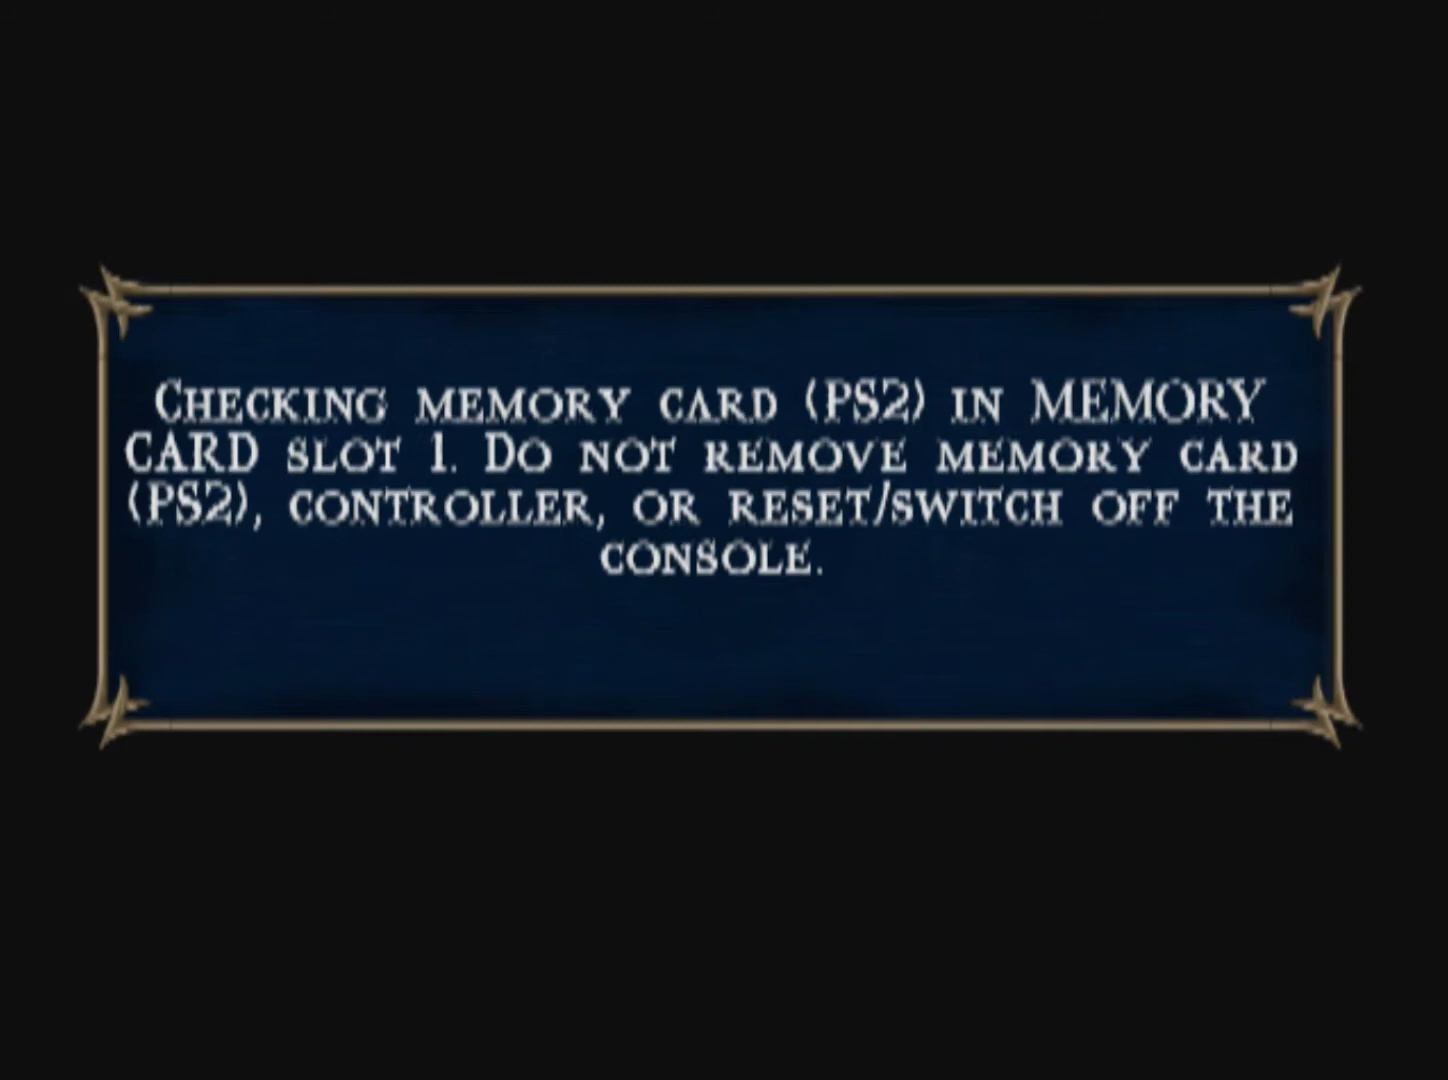 Checking memory card (PS2) in MEMORY
CARD slot 1. Do not remove memory card
(PS2), controller, or reset/switch off the
console.